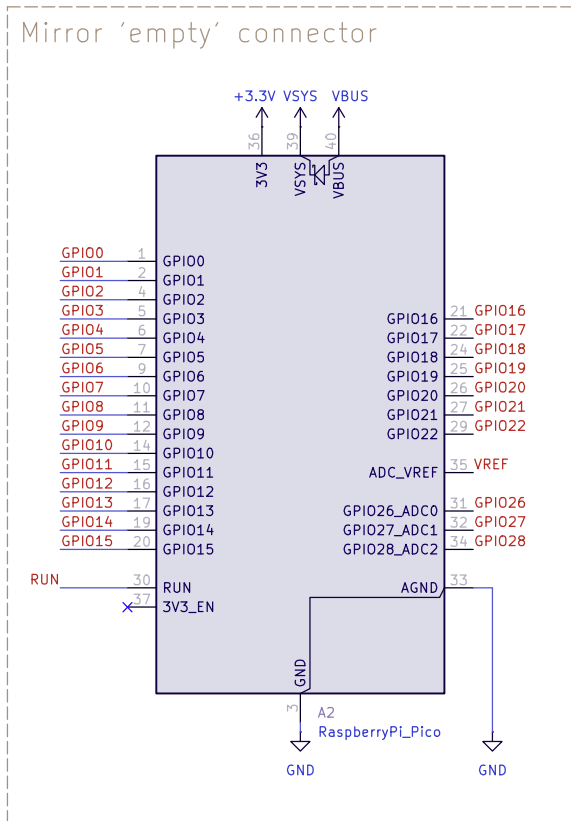 Mirror 'empty' connector
+3.3V VSYS VBUS
36 39 40
3V3 VSYS VBUS
GPIO0 1 GPIO0
GPIO1 2 GPIO1
GPIO2 4 GPIO2
GPIO3 5 GPIO3 GPIO16 21 GPIO16
GPIO4 6 GPIO4 GPIO17 22 GPIO17
GPIO5 7 GPIO5 GPIO18 24 GPIO18
GPIO6 9 GPIO6 GPIO19 25 GPIO19
GPIO7 10 GPIO7 GPIO20 26 GPIO20
GPIO8 11 GPIO8 GPIO21 27 GPIO21
GPIO9 12 GPIO9 GPIO22 29 GPIO22
GPIO10 14 GPIO10
GPIO11 15 GPIO11 ADC_VREF 35 VREF
GPIO12 16 GPIO12
GPIO13 17 GPIO13 GPIO26_ADC0 31 GPIO26
GPIO14 19 GPIO14 GPIO27_ADC1 32 GPIO27
GPIO15 20 GPIO15 GPIO28_ADC2 34 GPIO28
RUN 30 RUN AGND 33
37 3V3_EN
GND
3 A2
RaspberryPi_Pico
GND GND